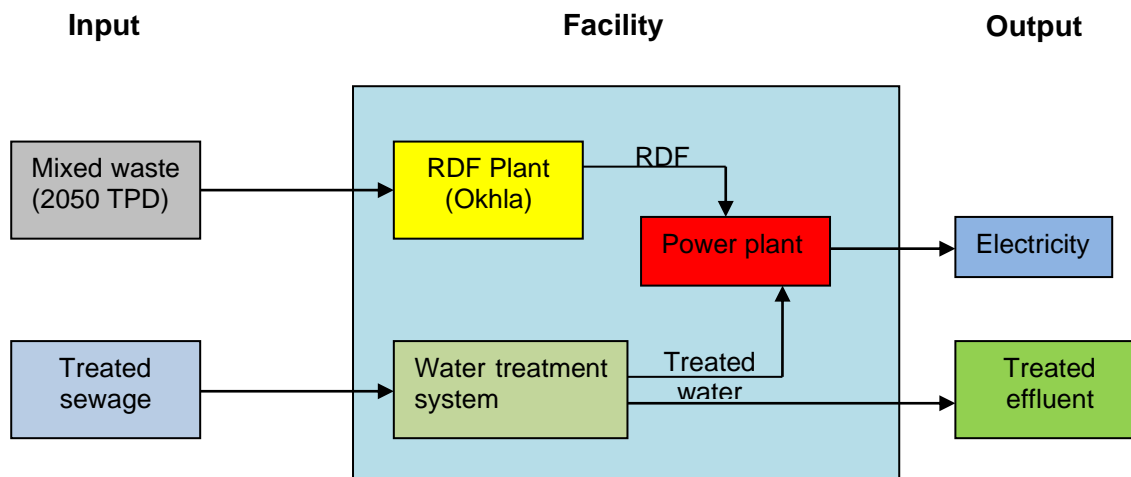 Input
Facility
Output
Mixed waste
(2050 TPD)
RDF Plant
(Okhla)
RDF
Power plant
Electricity
Treated
sewage
Water treatment
system
Treated
water
Treated
effluent